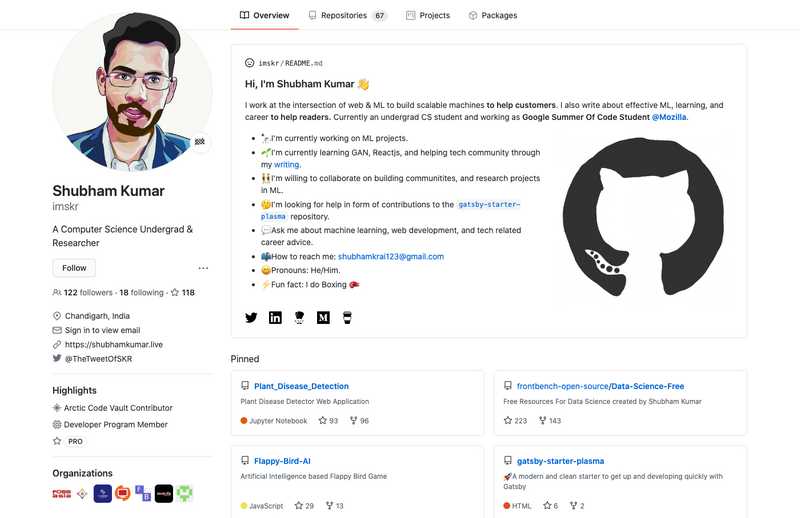 Overview
Repositories 67
Projects
Packages
Shubham Kumar
imskr
A Computer Science Undergrad &
Researcher
Follow
122 followers · 18 following · 118
Chandigarh, India
Sign in to view email
https://shubhamkumar.live
@TheTweetOfSKR
Highlights
Arctic Code Vault Contributor
Developer Program Member
PRO
Organizations
FOSS
ASIA
imskr/README.md
Hi, I'm Shubham Kumar 👋
I work at the intersection of web & ML to build scalable machines to help customers. I also write about effective ML, learning, and
career to help readers. Currently an undergrad CS student and working as Google Summer Of Code Student @Mozilla.
I'm currently working on ML projects.
🌱I'm currently learning GAN, Reactjs, and helping tech community through
my writing.
I'm willing to collaborate on building communitites, and research projects
in ML.
🤔I'm looking for help in form of contributions to the gatsby-starter-
plasma repository.
💬Ask me about machine learning, web development, and tech related
career advice.
📫How to reach me: shubhamkrai123@gmail.com
😄Pronouns: He/Him.
⚡Fun fact: I do Boxing 🥊
Pinned
Plant_Disease_Detection
Plant Disease Detector Web Application
Jupyter Notebook 93 96
frontbench-open-source/Data-Science-Free
Free Resources For Data Science created by Shubham Kumar
223 143
Flappy-Bird-AI
Artificial Intelligence based Flappy Bird Game
JavaScript 29 13
gatsby-starter-plasma
🚀A modern and clean starter to get up and developing quickly with
Gatsby
HTML 6 2